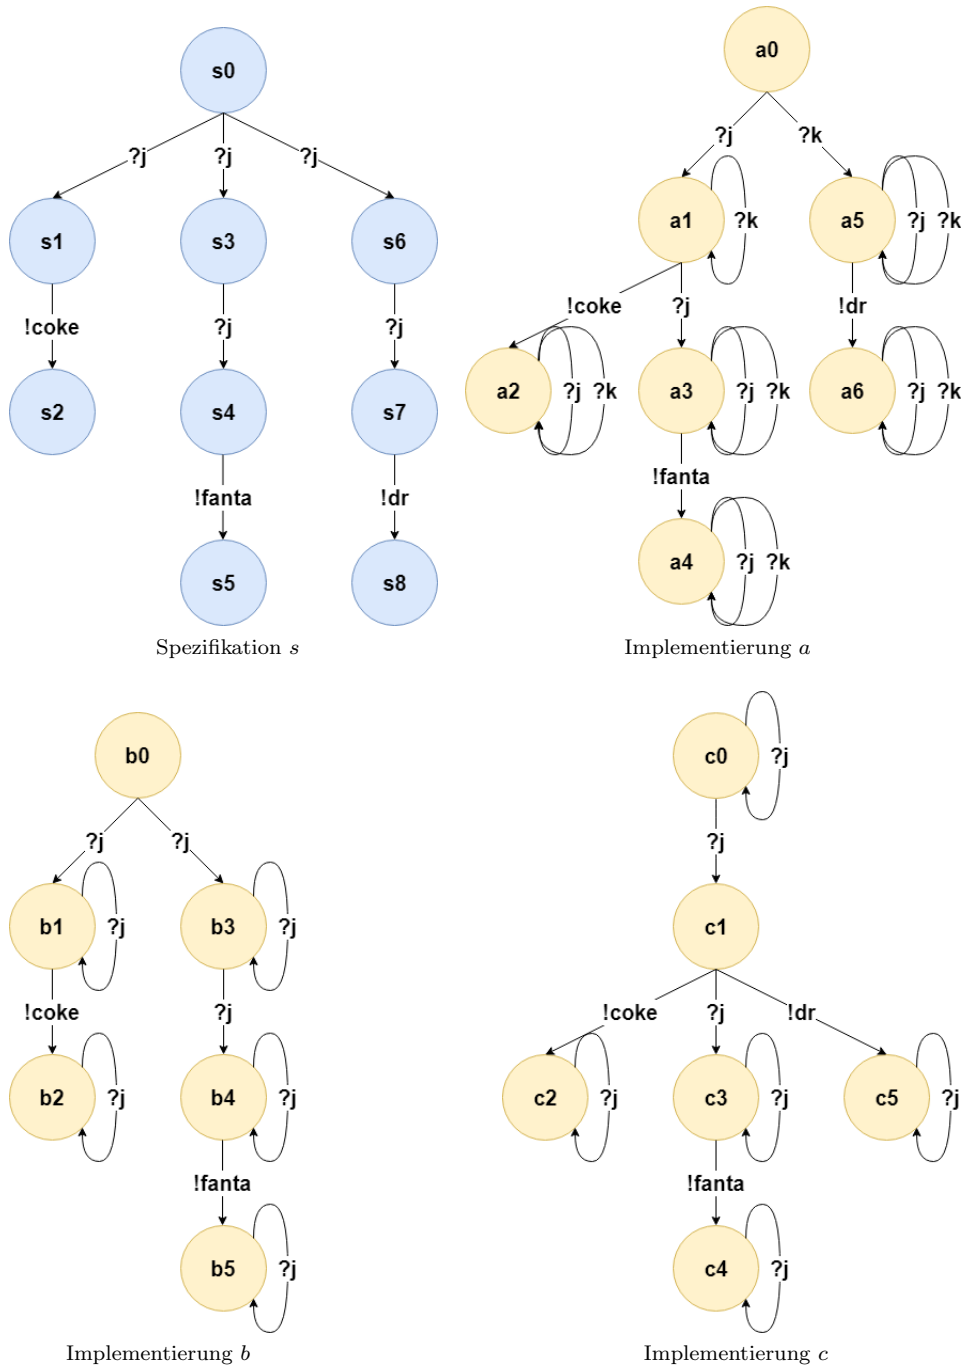 s0
?j ?j ?j
s1 s3 s6
!coke ?j ?j
s2 s4 s7
!fanta !dr
s5 s8
Spezifikation s
a0
?j ?k
a1 ?k a5 ?j ?k
!coke ?j !dr
a2 ?j ?k a3 ?j ?k a6 ?j ?k
!fanta
a4 ?j ?k
Implementierung a
b0
?j ?j
b1 ?j b3 ?j
!coke ?j
b2 ?j b4 ?j
!fanta
b5 ?j
Implementierung b
c0 ?j
?j
c1
!coke ?j !dr
c2 ?j c3 ?j c5 ?j
!fanta
c4 ?j
Implementierung c